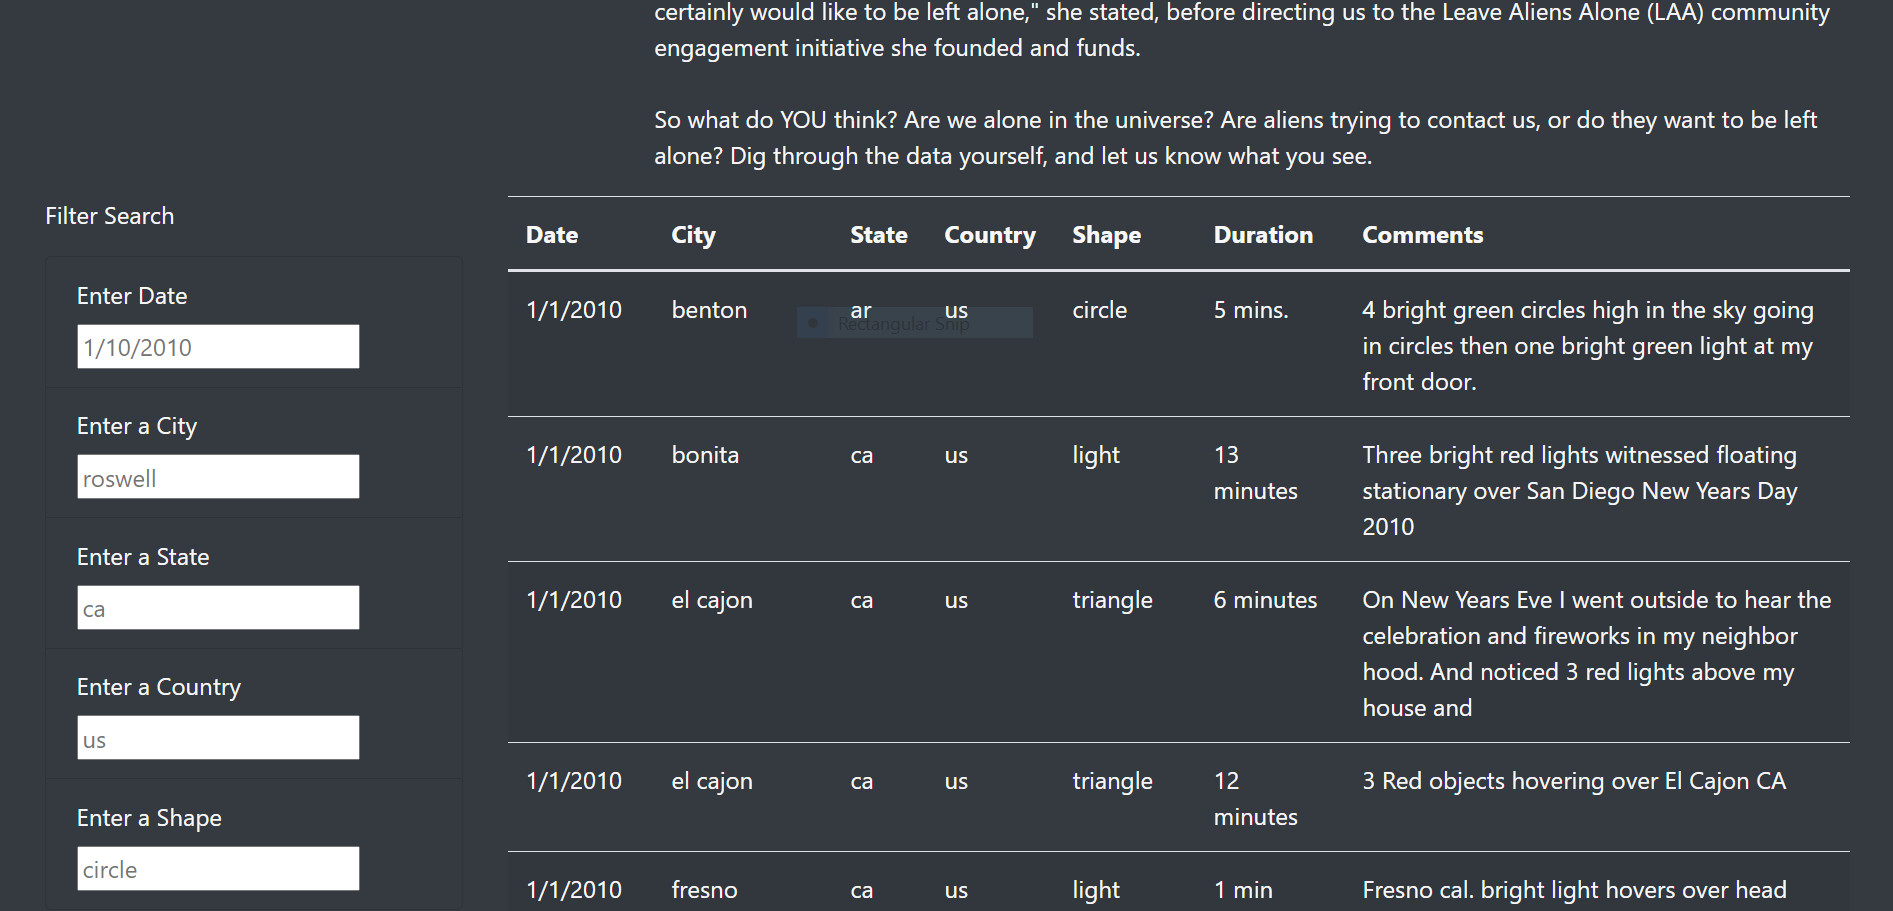 certainly would like to be left alone," she stated, before directing us to the Leave Aliens Alone (LAA) community
engagement initiative she founded and funds.
So what do YOU think? Are we alone in the universe? Are aliens trying to contact us, or do they want to be left
alone? Dig through the data yourself, and let us know what you see.
Filter Search
Enter Date
1/10/2010
Enter a City
roswell
Enter a State
ca
Enter a Country
us
Enter a Shape
circle
Date City State Country Shape Duration Comments
1/1/2010 benton ar us circle 5 mins. 4 bright green circles high in the sky going
in circles then one bright green light at my
front door.
Rectangular Snip
1/1/2010 bonita ca us light 13 Three bright red lights witnessed floating
minutes stationary over San Diego New Years Day
2010
1/1/2010 el cajon ca us triangle 6 minutes On New Years Eve I went outside to hear the
celebration and fireworks in my neighbor
hood. And noticed 3 red lights above my
house and
1/1/2010 el cajon ca us triangle 12 3 Red objects hovering over El Cajon CA
minutes
1/1/2010 fresno ca us light 1 min Fresno cal. bright light hovers over head